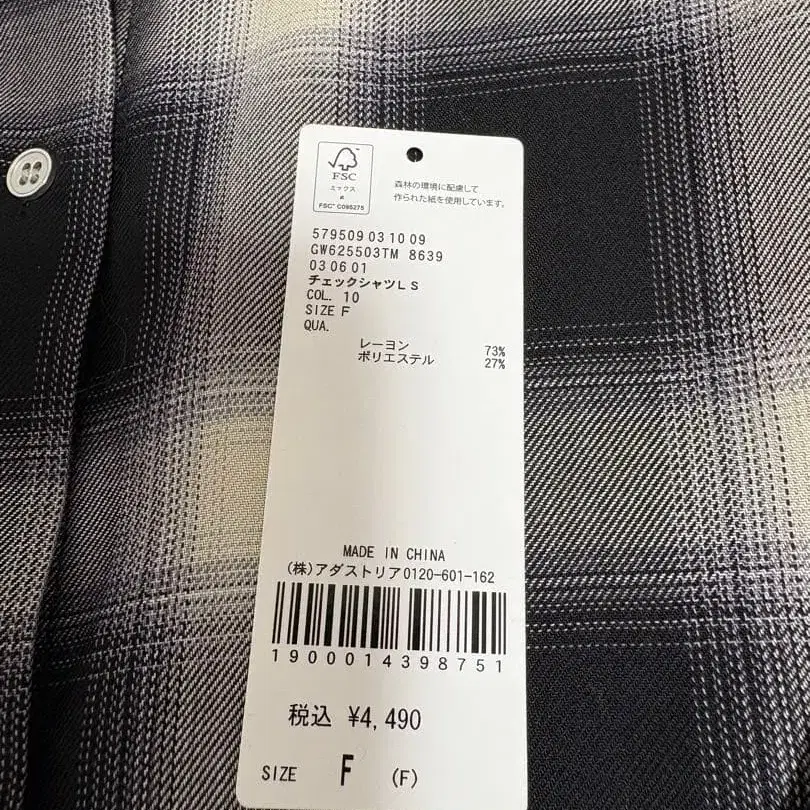 FSC
ミックス
紙
FSC® C095275
森林の環境に配慮して
作られた紙を使用しています。
579509 03 10 09
GW625503TM 8639
03 06 01
チェックシャツLS
COL. 10
SIZE F
QUA.
レーヨン 73%
ポリエステル 27%
MADE IN CHINA
(株)アダストリア0120-601-162
1900014398751
税込 ¥4,490
SIZE F (F)